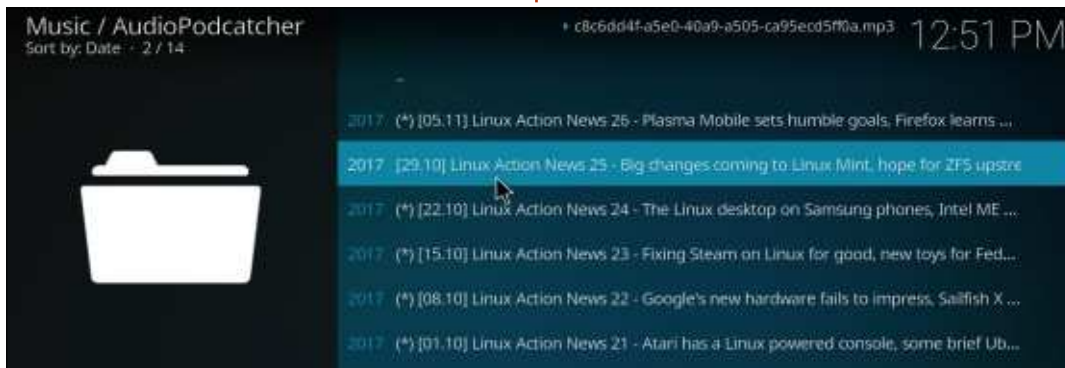 Music / AudioPodcatcher
Sort by: Date · 2 / 14
c8c6dd4f-a5e0-40a9-a505-ca95ecd5ff0a.mp3
12:51 PM
2017 (*) [05.11] Linux Action News 26 - Plasma Mobile sets humble goals, Firefox learns ...
2017 [29.10] Linux Action News 25 - Big changes coming to Linux Mint, hope for ZFS upstre
2017 (*) [22.10] Linux Action News 24 - The Linux desktop on Samsung phones, Intel ME ...
2017 (*) [15.10] Linux Action News 23 - Fixing Steam on Linux for good, new toys for Fed...
2017 (*) [08.10] Linux Action News 22 - Google's new hardware fails to impress, Sailfish X ...
2017 (*) [01.10] Linux Action News 21 - Atari has a Linux powered console, some brief Ub...